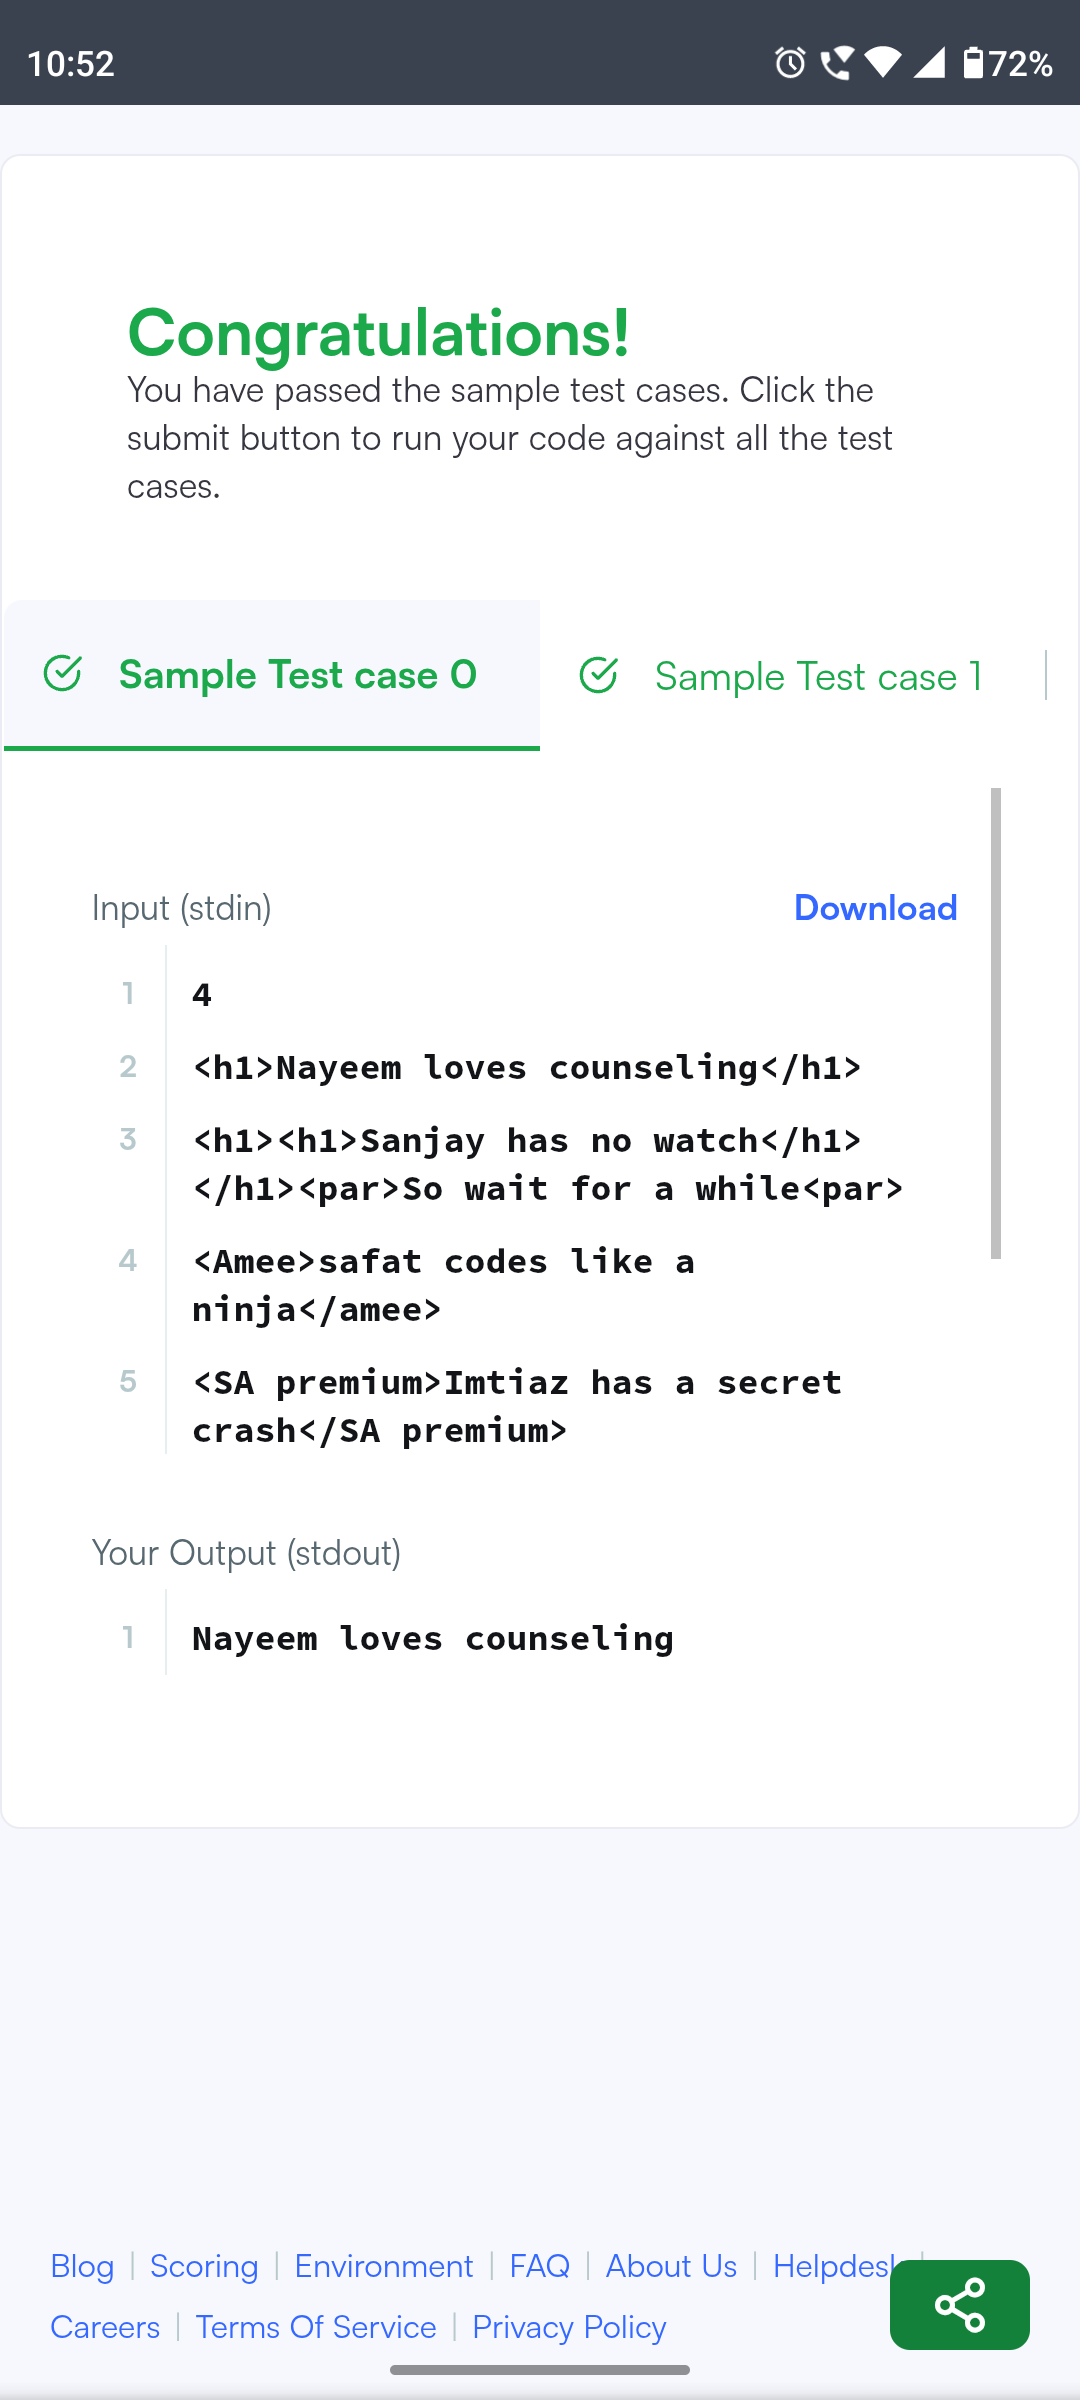 10:52
72%
Congratulations!
You have passed the sample test cases. Click the
submit button to run your code against all the test
cases.
Sample Test case 0
Sample Test case 1
Input (stdin)
Download
1 4
2 <h1>Nayeem loves counseling</h1>
3 <h1><h1>Sanjay has no watch</h1>
</h1><par>So wait for a while<par>
4 <Amee>safat codes like a
ninja</amee>
5 <SA premium>Imtiaz has a secret
crash</SA premium>
Your Output (stdout)
1 Nayeem loves counseling
Blog | Scoring | Environment | FAQ | About Us | Helpdesk |
Careers | Terms Of Service | Privacy Policy